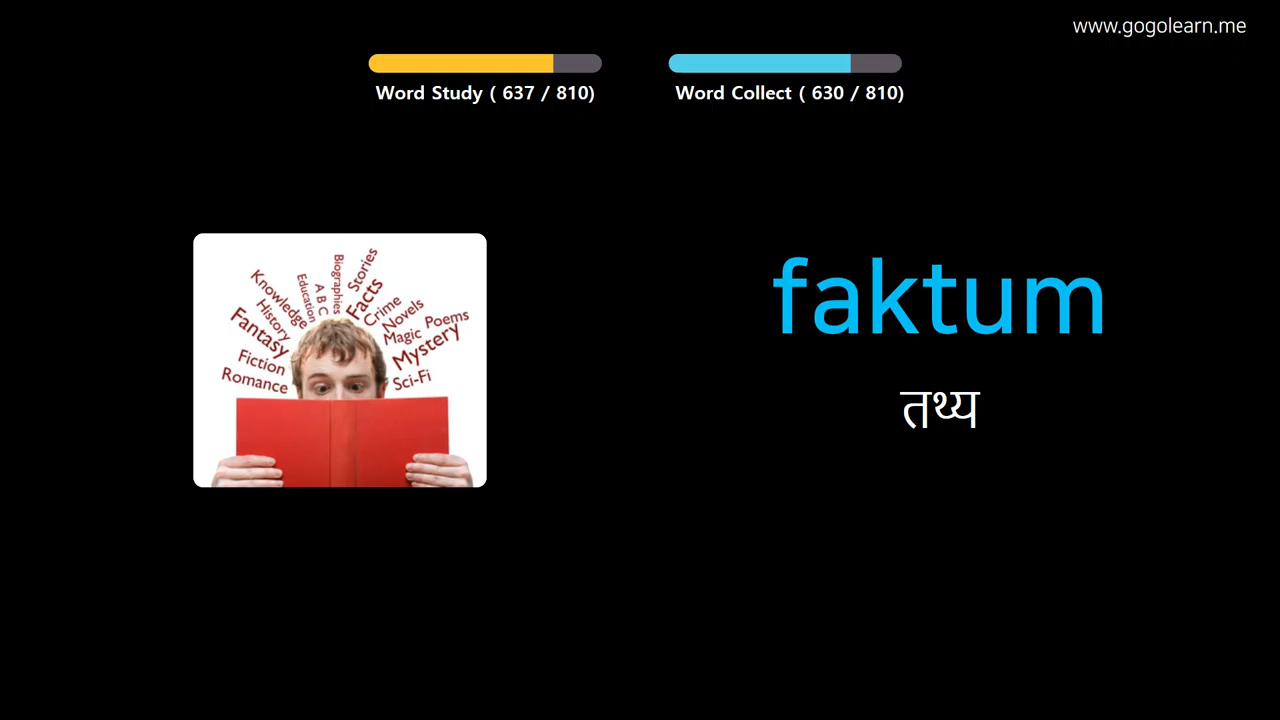 www.gogolearn.me
Word Study ( 637 / 810)
Word Collect ( 630 / 810)
Knowledge
History
Fantasy
Fiction
Romance
Education
A B C
Biographies
Stories
Facts
Crime
Novels
Magic
Poems
Mystery
Sci-Fi
faktum
तथ्य